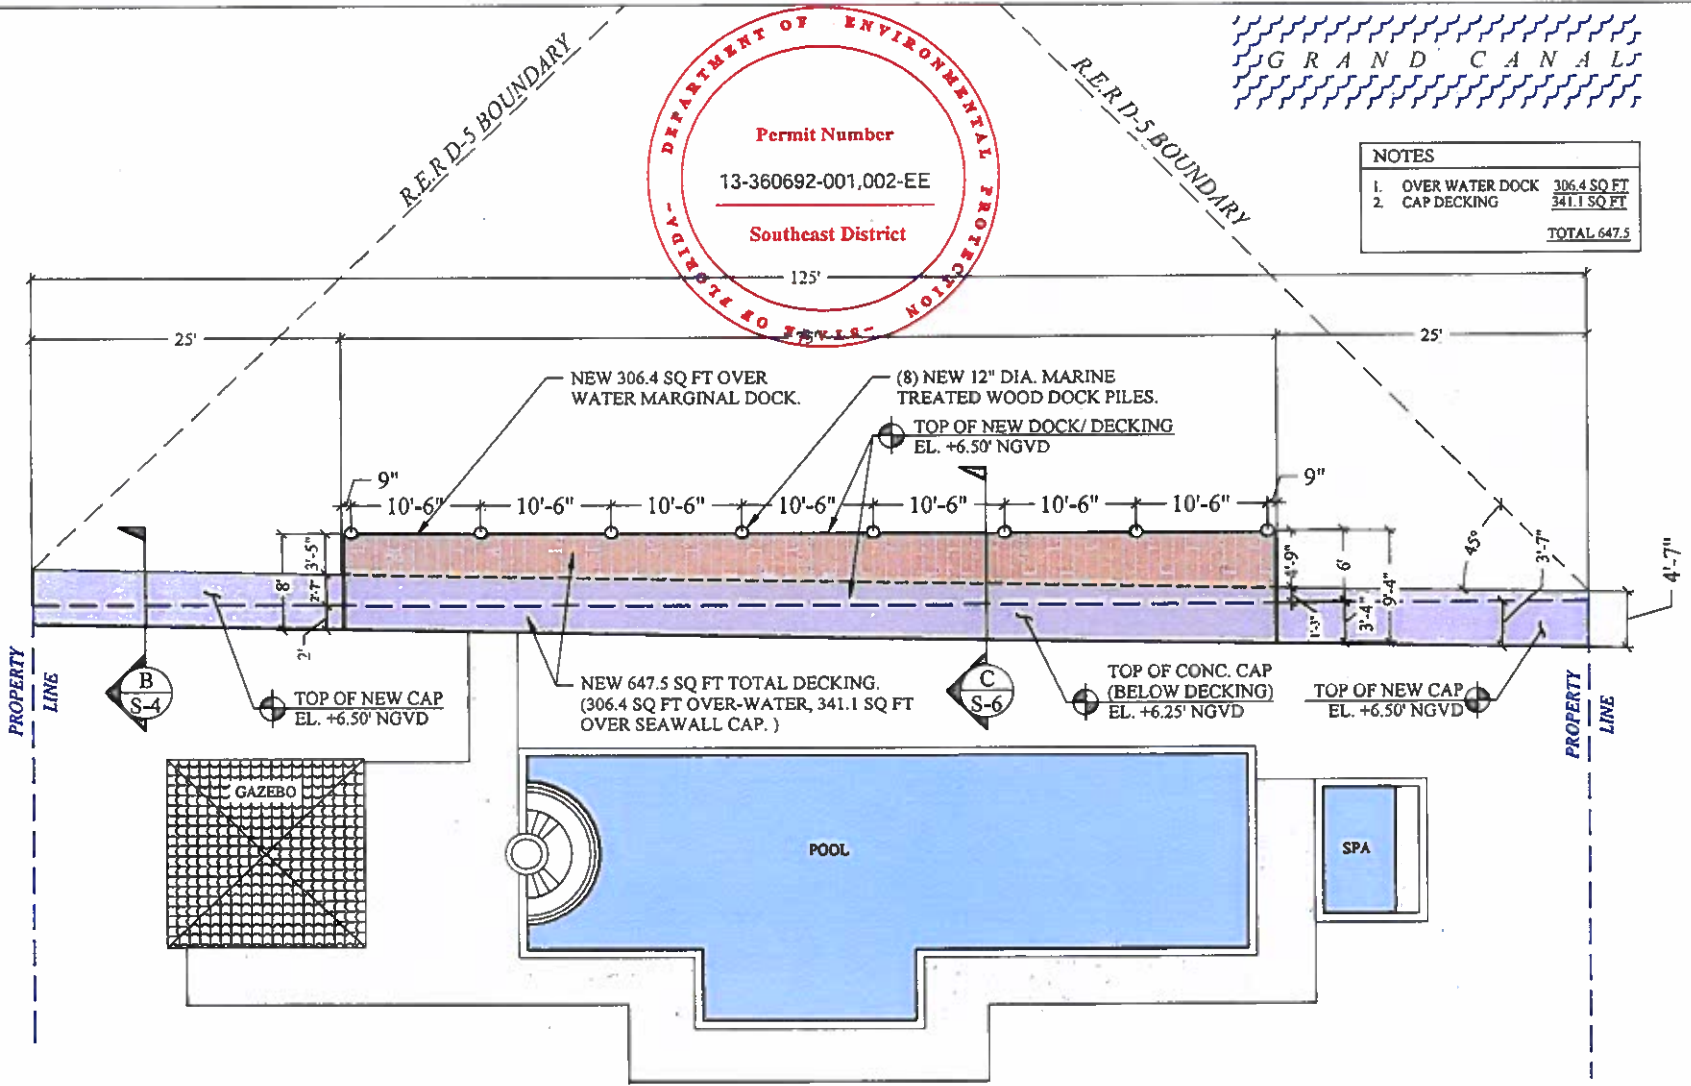 R.E.R D-5 BOUNDARY
DEPARTMENT OF ENVIRONMENTAL PROTECTION
-STATE OF FLORIDA-
Permit Number
13-360692-001,002-EE
Southeast District
R.E.R D-5 BOUNDARY
GRAND CANAL
NOTES
1. OVER WATER DOCK 306.4 SQ FT
2. CAP DECKING 341.1 SQ FT
TOTAL 647.5
125'
25'
75'
25'
NEW 306.4 SQ FT OVER
WATER MARGINAL DOCK.
(8) NEW 12" DIA. MARINE
TREATED WOOD DOCK PILES.
TOP OF NEW DOCK/ DECKING
EL. +6.50' NGVD
9"
10'-6" 10'-6" 10'-6" 10'-6" 10'-6" 10'-6" 10'-6"
9"
8'
3'-5"
2'-7"
2'
4'-9"
1'-3"
6'
3'-4"
9'-4"
45°
3'-7"
4'-7"
PROPERTY
LINE
B
S-4
TOP OF NEW CAP
EL. +6.50' NGVD
NEW 647.5 SQ FT TOTAL DECKING.
(306.4 SQ FT OVER-WATER, 341.1 SQ FT
OVER SEAWALL CAP. )
C
S-6
TOP OF CONC. CAP
(BELOW DECKING)
EL. +6.25' NGVD
TOP OF NEW CAP
EL. +6.50' NGVD
PROPERTY
LINE
GAZEBO
POOL
SPA